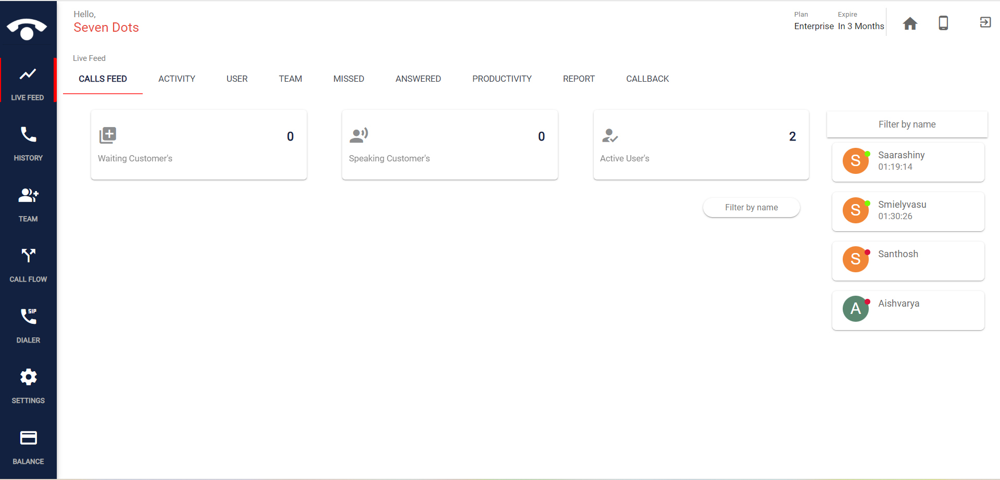 Hello,
Seven Dots
Plan
Enterprise
Expire
In 3 Months
LIVE FEED
HISTORY
TEAM
CALL FLOW
SIP
DIALER
SETTINGS
BALANCE
Live Feed
CALLS FEED
ACTIVITY
USER
TEAM
MISSED
ANSWERED
PRODUCTIVITY
REPORT
CALLBACK
0
Waiting Customer's
0
Speaking Customer's
2
Active User's
Filter by name
Filter by name
S
Saarashiny
01:19:14
S
Smielyvasu
01:30:26
S
Santhosh
A
Aishvarya